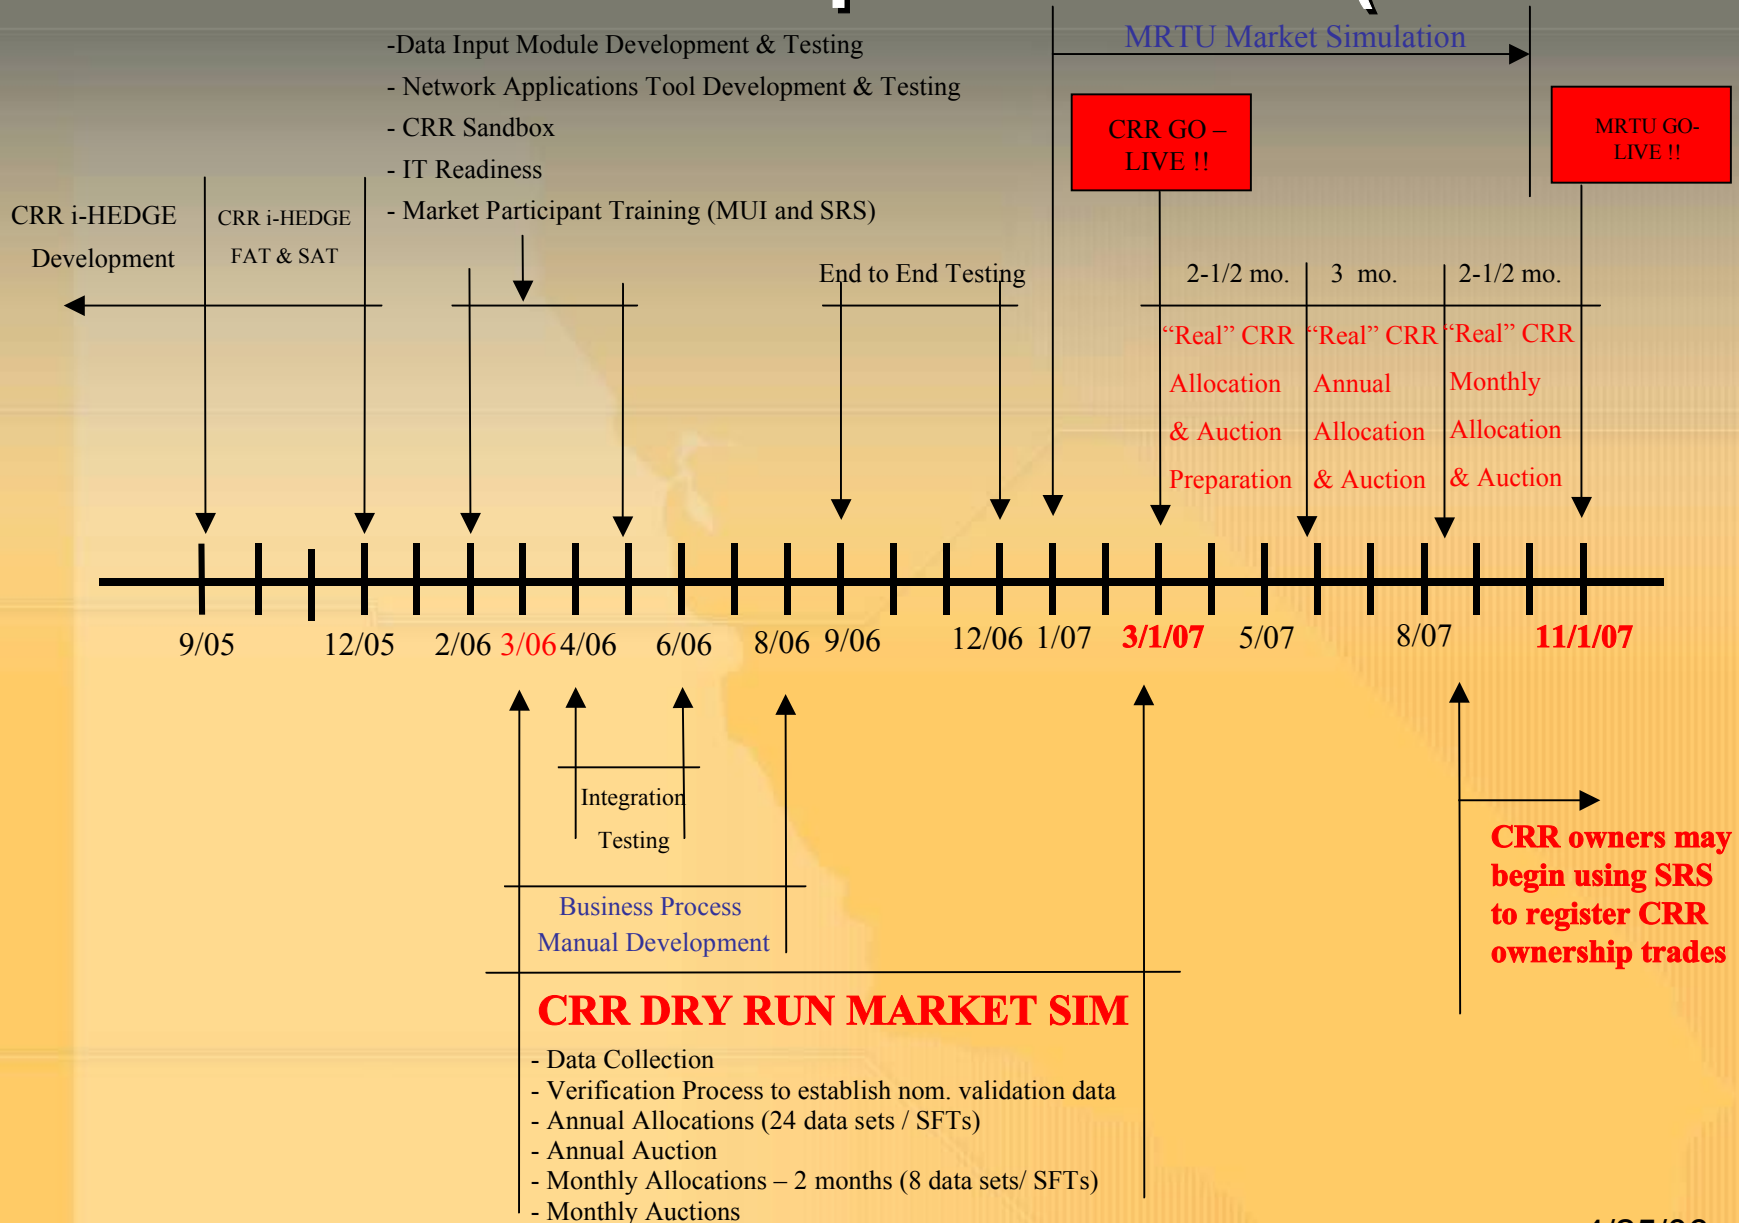 -Data Input Module Development & Testing
- Network Applications Tool Development & Testing
- CRR Sandbox
- IT Readiness
- Market Participant Training (MUI and SRS)
MRTU Market Simulation
CRR GO –
LIVE !!
MRTU GO-
LIVE !!
CRR i-HEDGE
Development
CRR i-HEDGE
FAT & SAT
End to End Testing
2-1/2 mo.
3 mo.
2-1/2 mo.
“Real” CRR
Allocation
& Auction
Preparation
“Real” CRR
Annual
Allocation
& Auction
“Real” CRR
Monthly
Allocation
& Auction
9/05
12/05
2/06
3/06
4/06
6/06
8/06
9/06
12/06
1/07
3/1/07
5/07
8/07
11/1/07
Integration
Testing
Business Process
Manual Development
CRR owners may
begin using SRS
to register CRR
ownership trades
CRR DRY RUN MARKET SIM
- Data Collection
- Verification Process to establish nom. validation data
- Annual Allocations (24 data sets / SFTs)
- Annual Auction
- Monthly Allocations – 2 months (8 data sets/ SFTs)
- Monthly Auctions